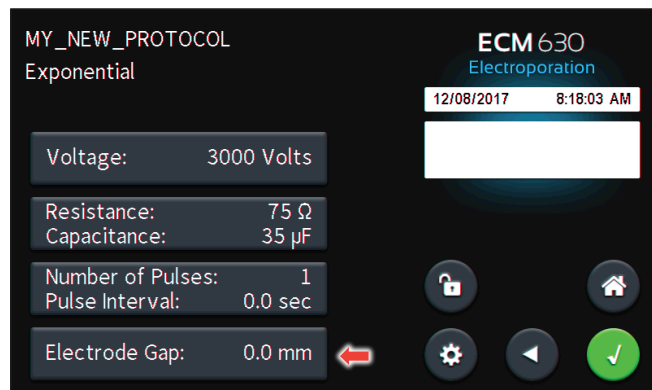 MY_NEW_PROTOCOL
Exponential
ECM 630
Electroporation
12/08/2017 8:18:03 AM
Voltage: 3000 Volts
Resistance: 75 Ω
Capacitance: 35 µF
Number of Pulses: 1
Pulse Interval: 0.0 sec
Electrode Gap: 0.0 mm